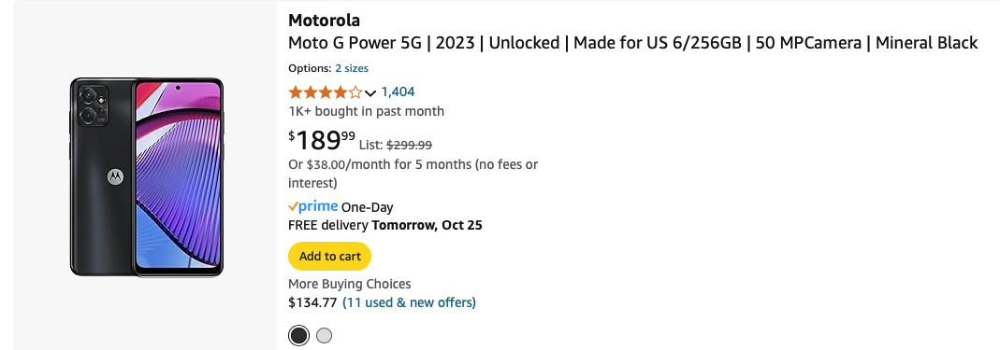 Motorola
Moto G Power 5G | 2023 | Unlocked | Made for US 6/256GB | 50 MPCamera | Mineral Black
Options: 2 sizes
1,404
1K+ bought in past month
$189.99 List: $299.99
Or $38.00/month for 5 months (no fees or
interest)
prime One-Day
FREE delivery Tomorrow, Oct 25
Add to cart
More Buying Choices
$134.77 (11 used & new offers)